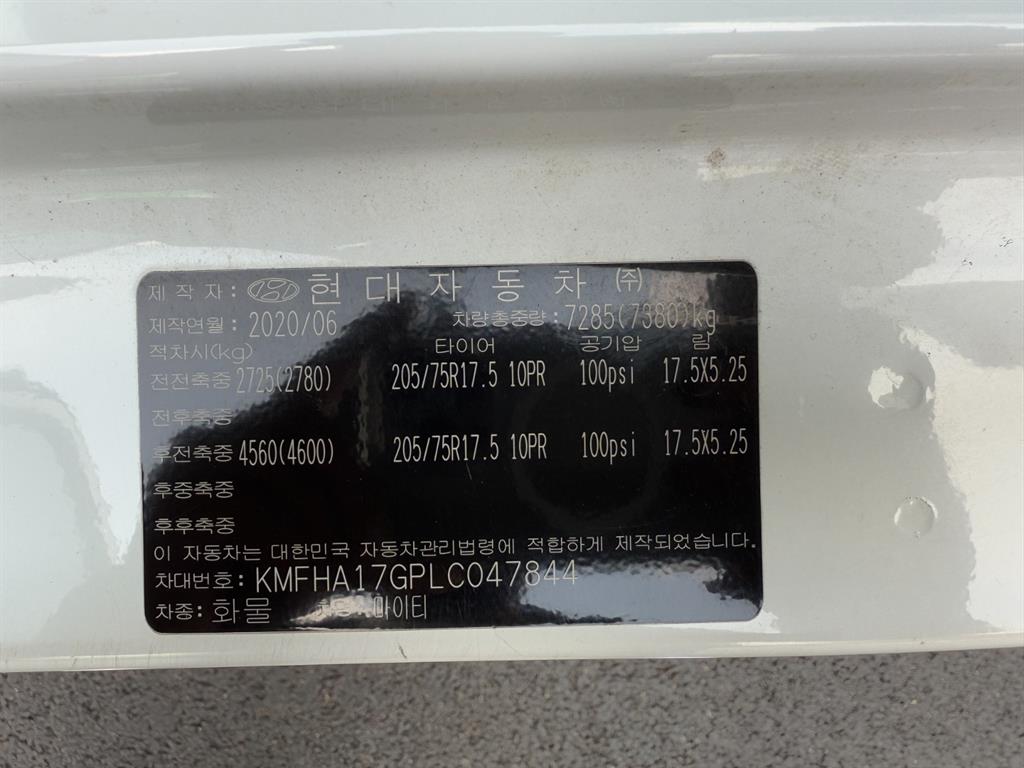 제 작 자: 현 대 자 동 차 ㈜
제작연월: 2020/06 차량총중량: 7285(7380)kg
적차시(kg) 타이어 공기압 림
전전축중 2725(2780) 205/75R17.5 10PR 100psi 17.5X5.25
전후축중
후전축중 4560(4600) 205/75R17.5 10PR 100psi 17.5X5.25
후중축중
후후축중
이 자동차는 대한민국 자동차관리법령에 적합하게 제작되었습니다.
차대번호: KMFHA17GPLC047844
차종: 화물 차명: 마이티